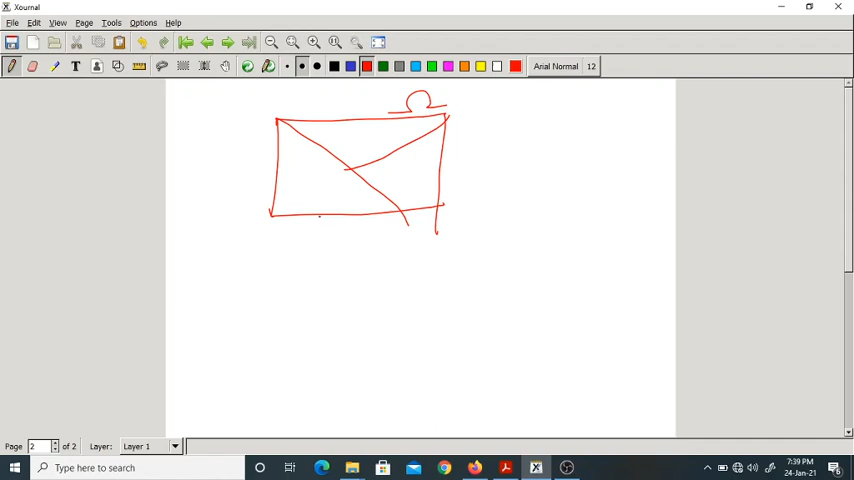 Xournal
File Edit View Page Tools Options Help
Arial Normal 12
Page 2 of 2 Layer: Layer 1
Type here to search
7:39 PM
24-Jan-21